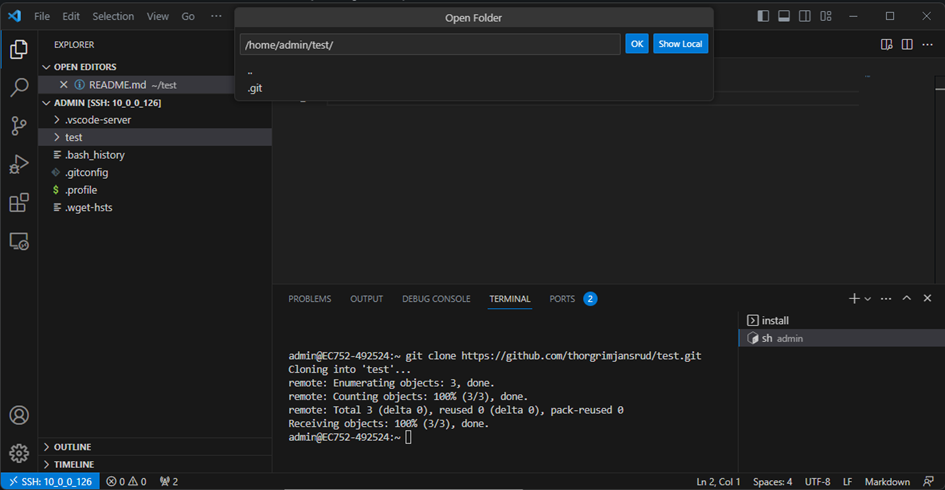 File Edit Selection View Go ···
Open Folder
/home/admin/test/
OK
Show Local
..
.git
EXPLORER
OPEN EDITORS
README.md ~/test
ADMIN [SSH: 10_0_0_126]
.vscode-server
test
.bash_history
.gitconfig
$ .profile
.wget-hsts
OUTLINE
TIMELINE
PROBLEMS OUTPUT DEBUG CONSOLE TERMINAL PORTS 2
admin@EC752-492524:~ git clone https://github.com/thorgrimjansrud/test.git
Cloning into 'test'...
remote: Enumerating objects: 3, done.
remote: Counting objects: 100% (3/3), done.
remote: Total 3 (delta 0), reused 0 (delta 0), pack-reused 0
Receiving objects: 100% (3/3), done.
admin@EC752-492524:~
install
sh admin
SSH: 10_0_0_126 0 0 2 Ln 2, Col 1 Spaces: 4 UTF-8 LF Markdown